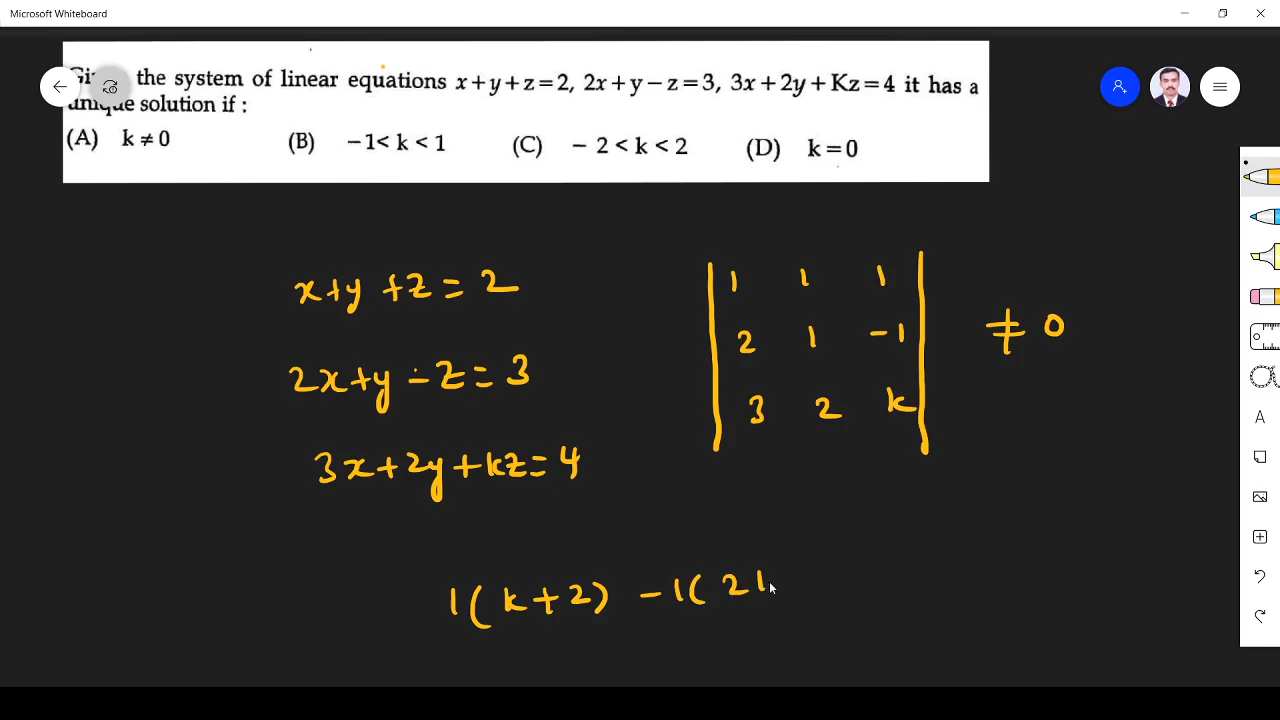 Microsoft Whiteboard
the system of linear equations x+y+z=2, 2x+y−z=3, 3x+2y+Kz=4 it has a
unique solution if :
(A) k≠0 (B) −1< k < 1 (C) − 2 < k < 2 (D) k=0
x+y+z=2
2x+y-z=3
3x+2y+kz=4
1 1 1
2 1 -1
3 2 k
≠ 0
1(k+2) -1(21
A